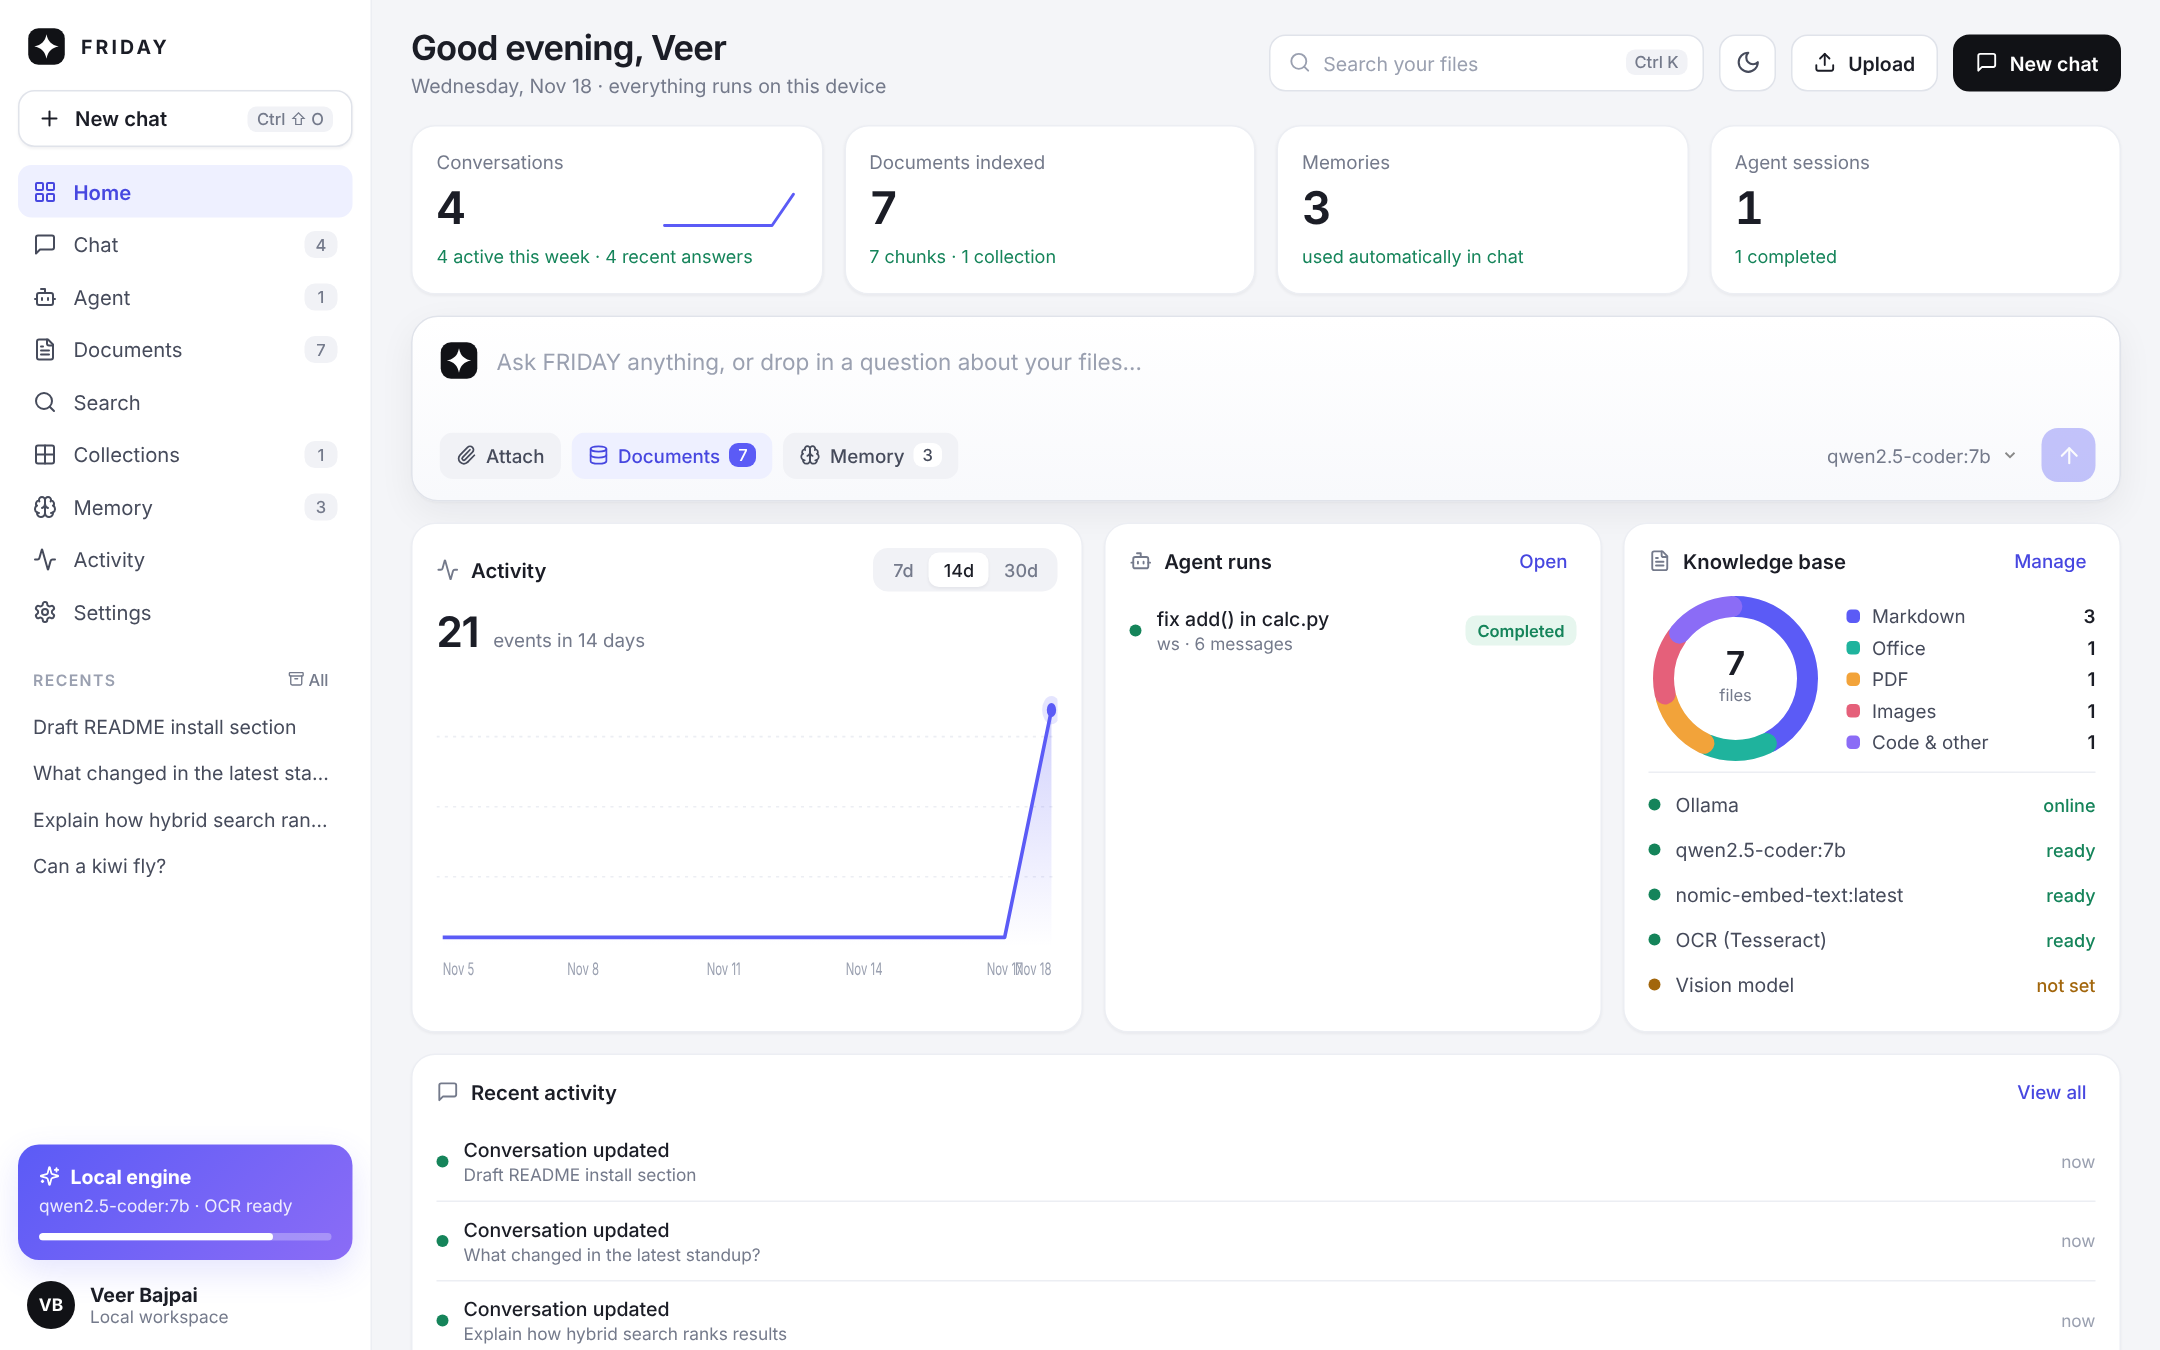 FRIDAY
New chat Ctrl ⇧ O
Home
Chat 4
Agent 1
Documents 7
Search
Collections 1
Memory 3
Activity
Settings
RECENTS All
Draft README install section
What changed in the latest sta...
Explain how hybrid search ran...
Can a kiwi fly?
Local engine
qwen2.5-coder:7b · OCR ready
VB Veer Bajpai
Local workspace
Good evening, Veer
Wednesday, Nov 18 · everything runs on this device
Search your files Ctrl K
Upload
New chat
Conversations
4
4 active this week · 4 recent answers
Documents indexed
7
7 chunks · 1 collection
Memories
3
used automatically in chat
Agent sessions
1
1 completed
Ask FRIDAY anything, or drop in a question about your files...
Attach Documents 7 Memory 3 qwen2.5-coder:7b
Activity 7d 14d 30d
21 events in 14 days
Nov 5 Nov 8 Nov 11 Nov 14 Nov 17 Nov 18
Agent runs Open
fix add() in calc.py Completed
ws · 6 messages
Knowledge base Manage
7
files
Markdown 3
Office 1
PDF 1
Images 1
Code & other 1
Ollama online
qwen2.5-coder:7b ready
nomic-embed-text:latest ready
OCR (Tesseract) ready
Vision model not set
Recent activity View all
Conversation updated
Draft README install section now
Conversation updated
What changed in the latest standup? now
Conversation updated
Explain how hybrid search ranks results now